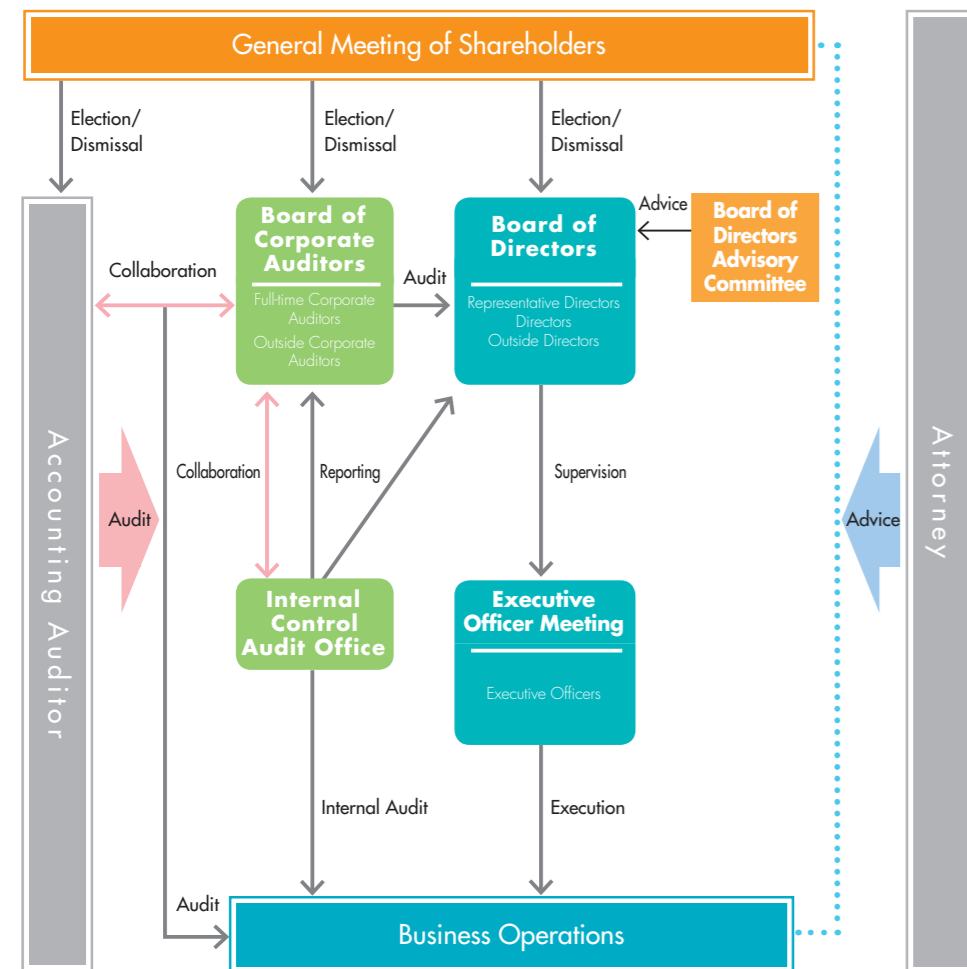 General Meeting of Shareholders
Election/
Dismissal
Election/
Dismissal
Election/
Dismissal
Accounting Auditor
Collaboration
Board of
Corporate
Auditors
Full-time Corporate
Auditors
Outside Corporate
Auditors
Audit
Board of
Directors
Representative Directors
Directors
Outside Directors
Advice
Board of
Directors
Advisory
Committee
Attorney
Collaboration
Reporting
Supervision
Audit
Advice
Internal
Control
Audit Office
Executive
Officer Meeting
Executive Officers
Internal Audit
Execution
Audit
Business Operations